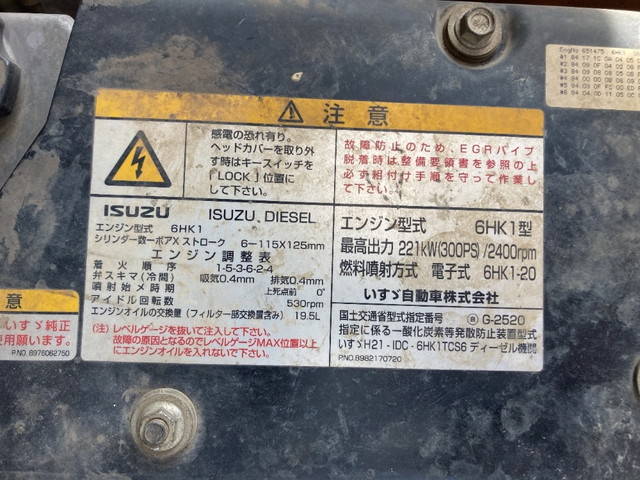 注意
感電の恐れ有り。
ヘッドカバーを取り外
す時はキースイッチを
「LOCK」位置に
して下さい。
故障防止のため、EGRパイプ
脱着時は整備要領書を参照の上
必ず組付け手順を守って作業し
て下さい。
ISUZU ISUZU DIESEL
エンジン型式 6HK1
シリンダ数ーボアX ストローク 6-115X125mm
エンジン調整表
着火順序 1-5-3-6-2-4
弁スキマ(冷間) 吸気0.4mm 排気0.4mm
噴射始メ時期 上死点前 0°
アイドル回転数 530rpm
エンジンオイルの交換量 (フィルター部交換量含み) 19.5L
(注) レベルゲージを抜いて注入して下さい。
故障の原因となるのでレベルゲージMAX位置以上
にエンジンオイルを入れないで下さい。
エンジン型式 6HK1型
最高出力 221kW(300PS)/2400rpm
燃料噴射方式 電子式 6HK1-20
いすゞ自動車株式会社
国土交通省型式指定番号 G-2520
指定に係る一酸化炭素等発散防止装置型式
いすゞH21-IDC-6HK1TCS6 ディーゼル機関
P.NO.8982170720
意
いすゞ純正
使用願います。
P.NO. 8976062750
EngNo 651475 6HK1